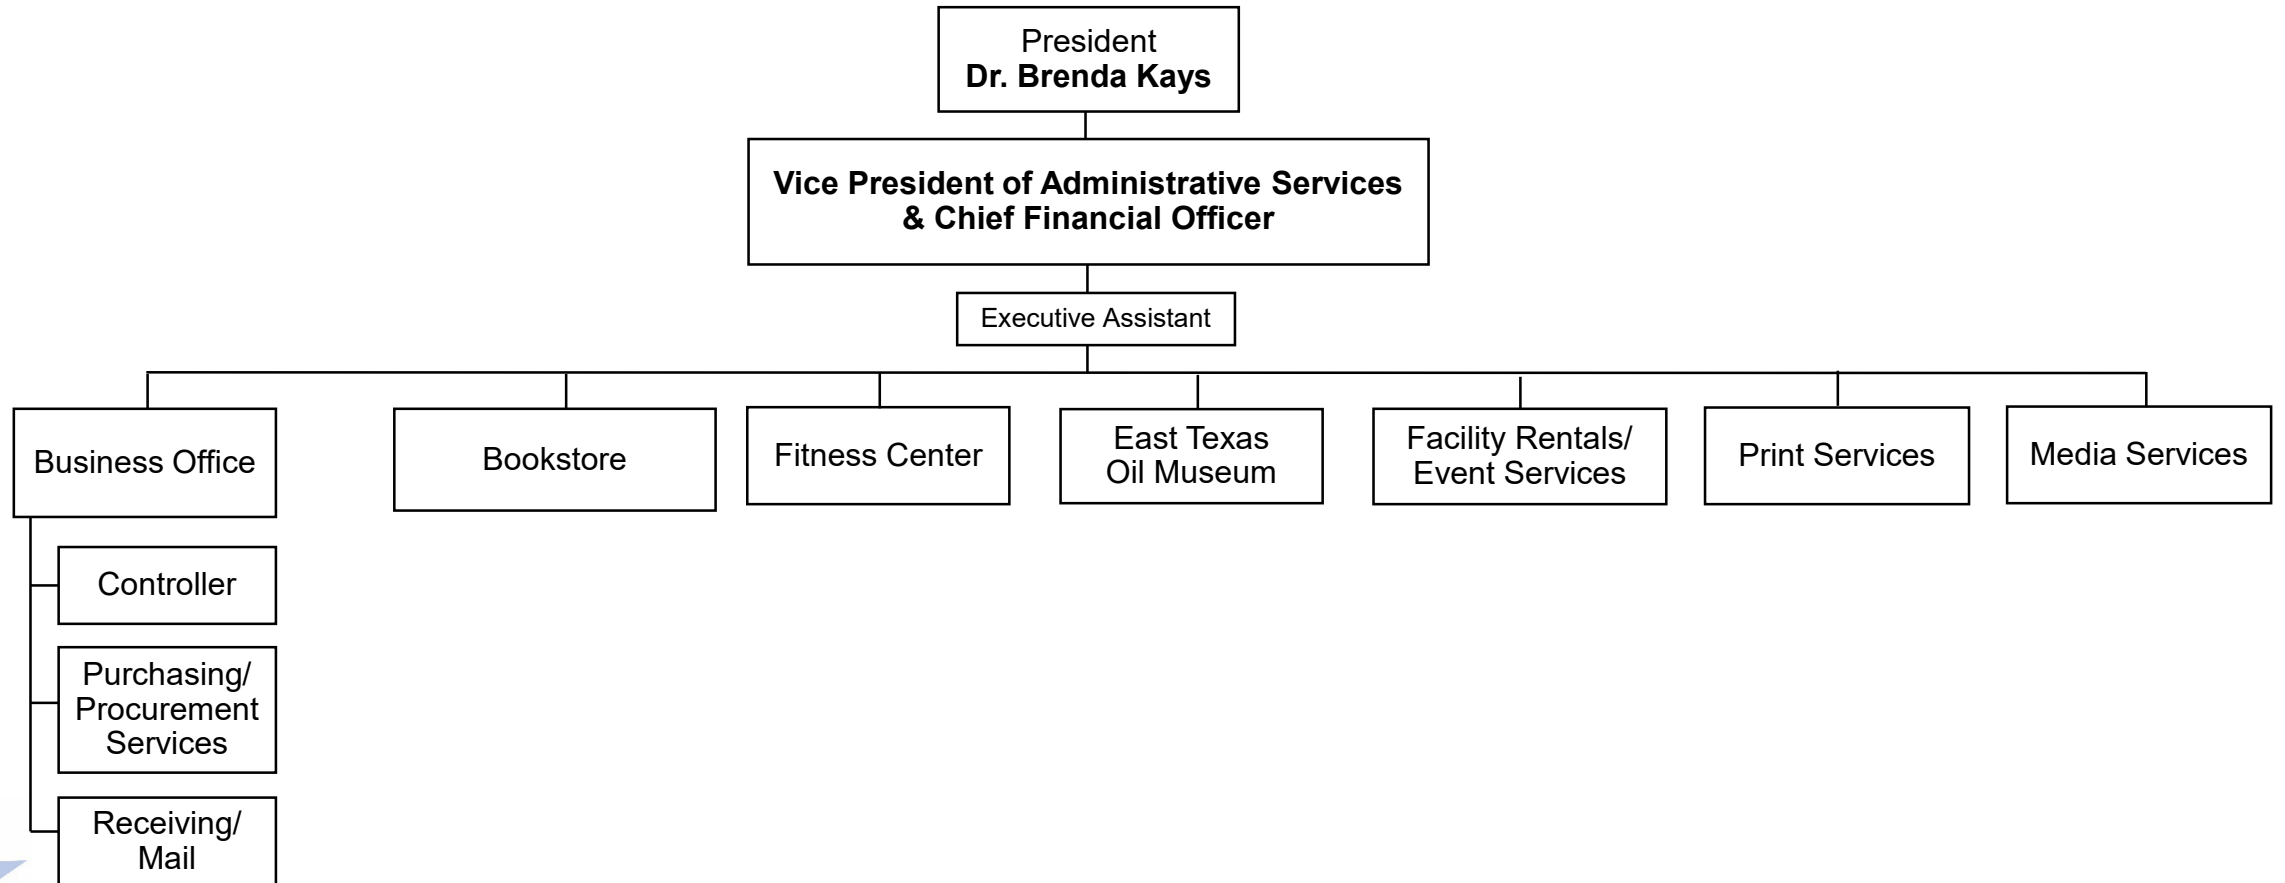 President
Dr. Brenda Kays
Vice President of Administrative Services
& Chief Financial Officer
Executive Assistant
Business Office
Bookstore
Fitness Center
East Texas
Oil Museum
Facility Rentals/
Event Services
Print Services
Media Services
Controller
Purchasing/
Procurement
Services
Receiving/
Mail